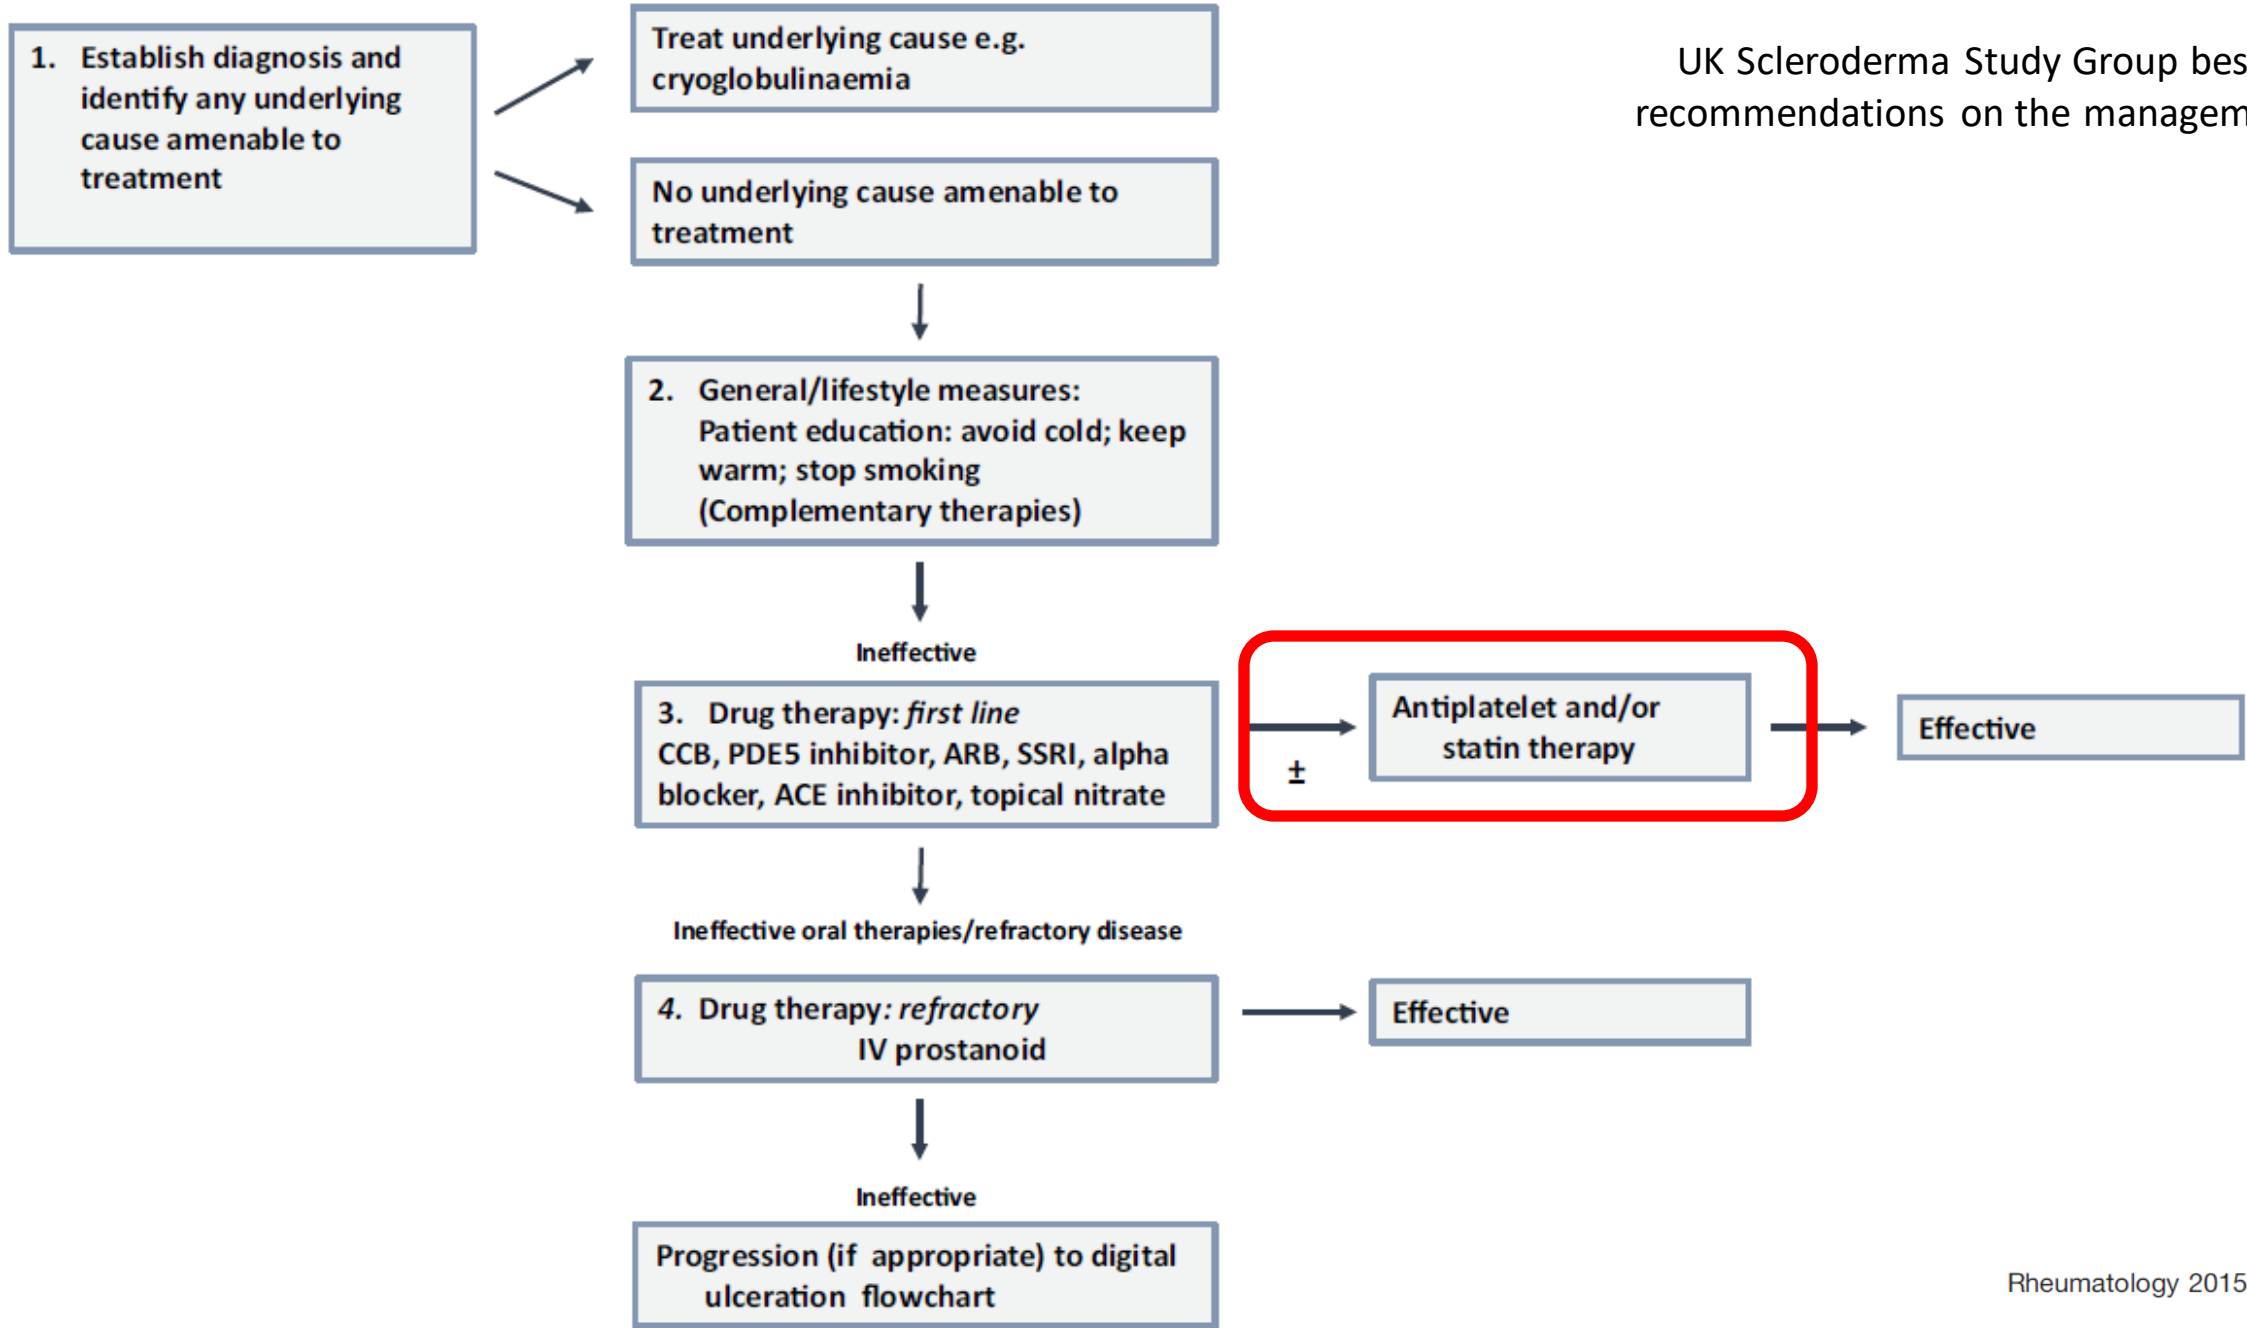 1. Establish diagnosis and
identify any underlying
cause amenable to
treatment
Treat underlying cause e.g.
cryoglobulinaemia
UK Scleroderma Study Group bes
recommendations on the managem
No underlying cause amenable to
treatment
2. General/lifestyle measures:
Patient education: avoid cold; keep
warm; stop smoking
(Complementary therapies)
Ineffective
3. Drug therapy: first line
CCB, PDE5 inhibitor, ARB, SSRI, alpha
blocker, ACE inhibitor, topical nitrate
±
Antiplatelet and/or
statin therapy
Effective
Ineffective oral therapies/refractory disease
4. Drug therapy: refractory
IV prostanoid
Effective
Ineffective
Progression (if appropriate) to digital
ulceration flowchart
Rheumatology 2015